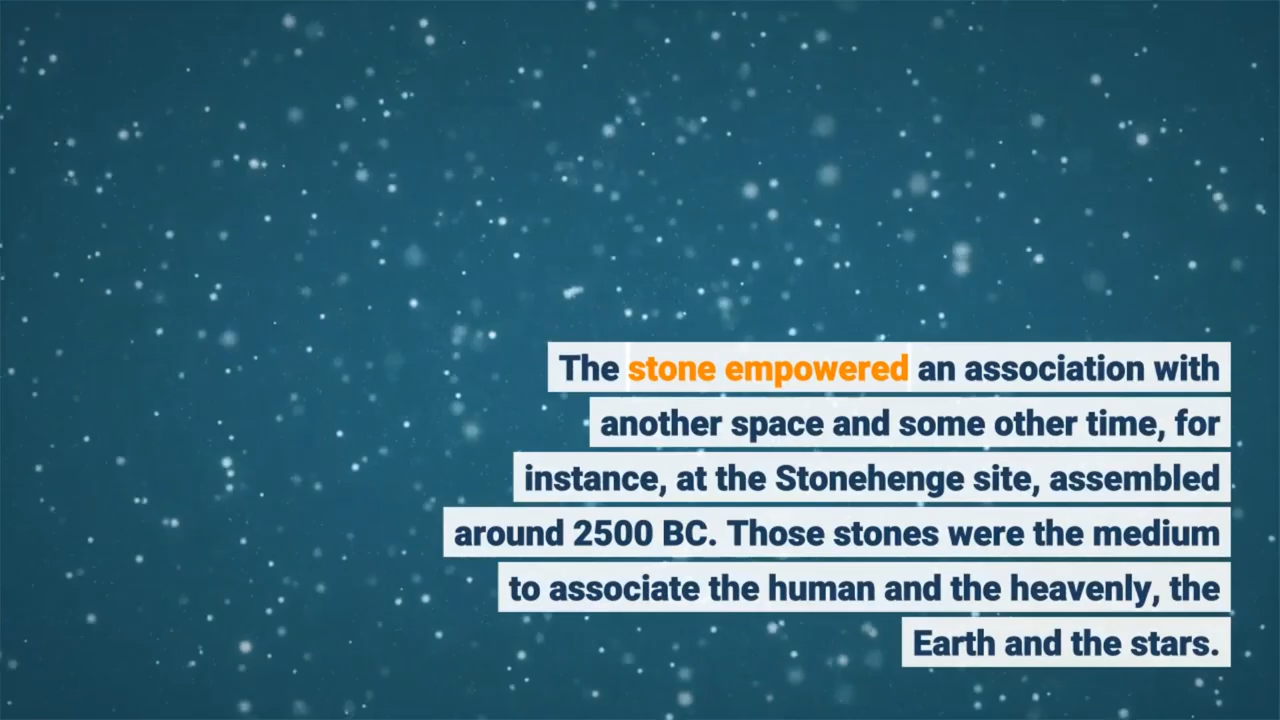 The stone empowered an association with
another space and some other time, for
instance, at the Stonehenge site, assembled
around 2500 BC. Those stones were the medium
to associate the human and the heavenly, the
Earth and the stars.